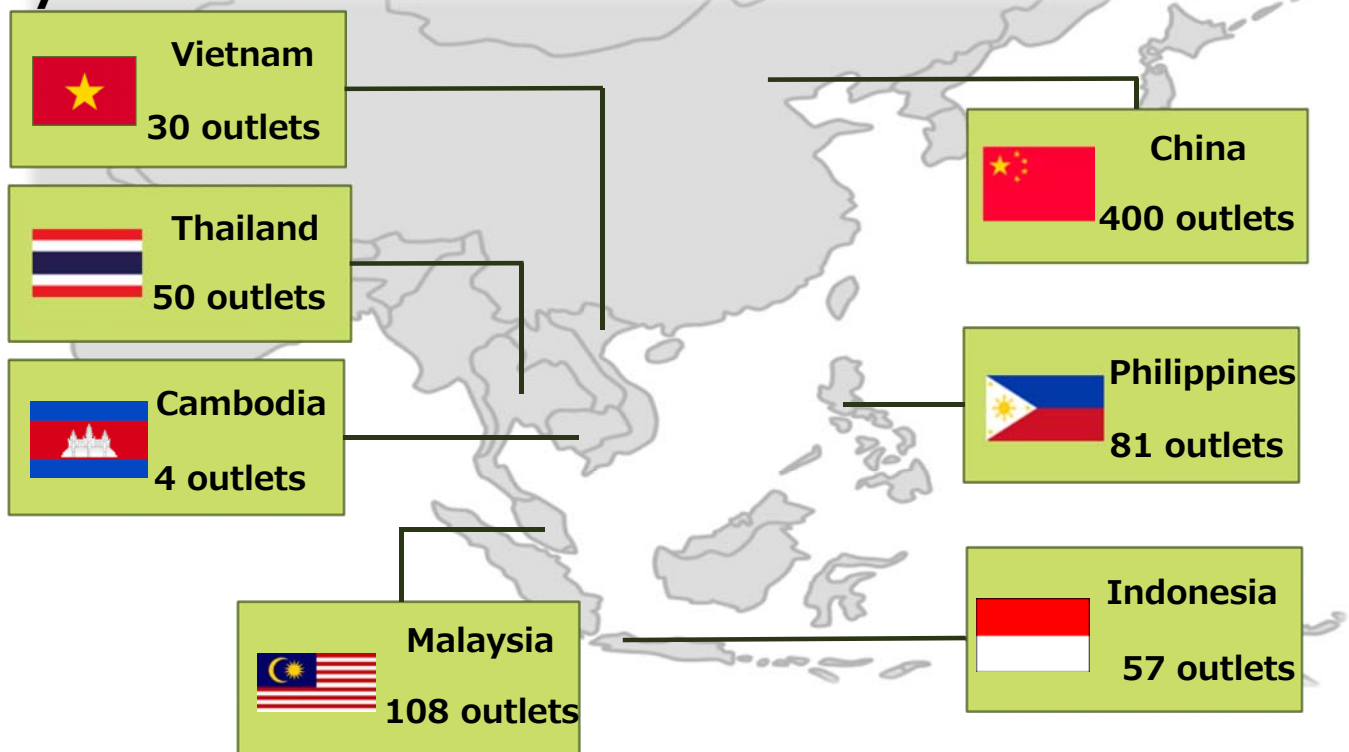 Vietnam
30 outlets
Thailand
50 outlets
Cambodia
4 outlets
Malaysia
108 outlets
China
400 outlets
Philippines
81 outlets
Indonesia
57 outlets